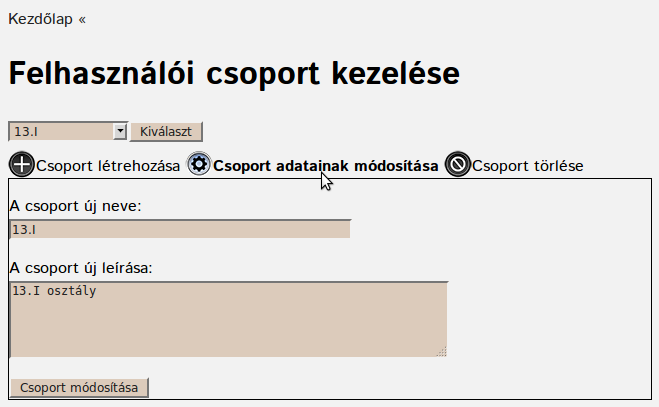 Kezdőlap «
Felhasználói csoport kezelése
13.I Kiválaszt
Csoport létrehozása Csoport adatainak módosítása Csoport törlése
A csoport új neve:
13.I
A csoport új leírása:
13.I osztály
Csoport módosítása